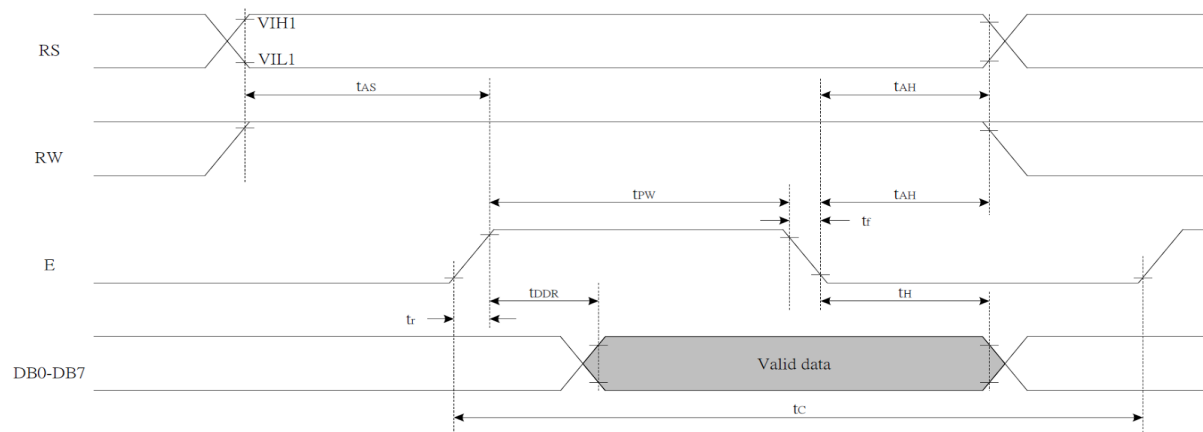 VIH1
RS
VIL1
tAS
tAH
RW
tPW
tAH
tf
E
tDDR
tH
tr
Valid data
DB0-DB7
tC